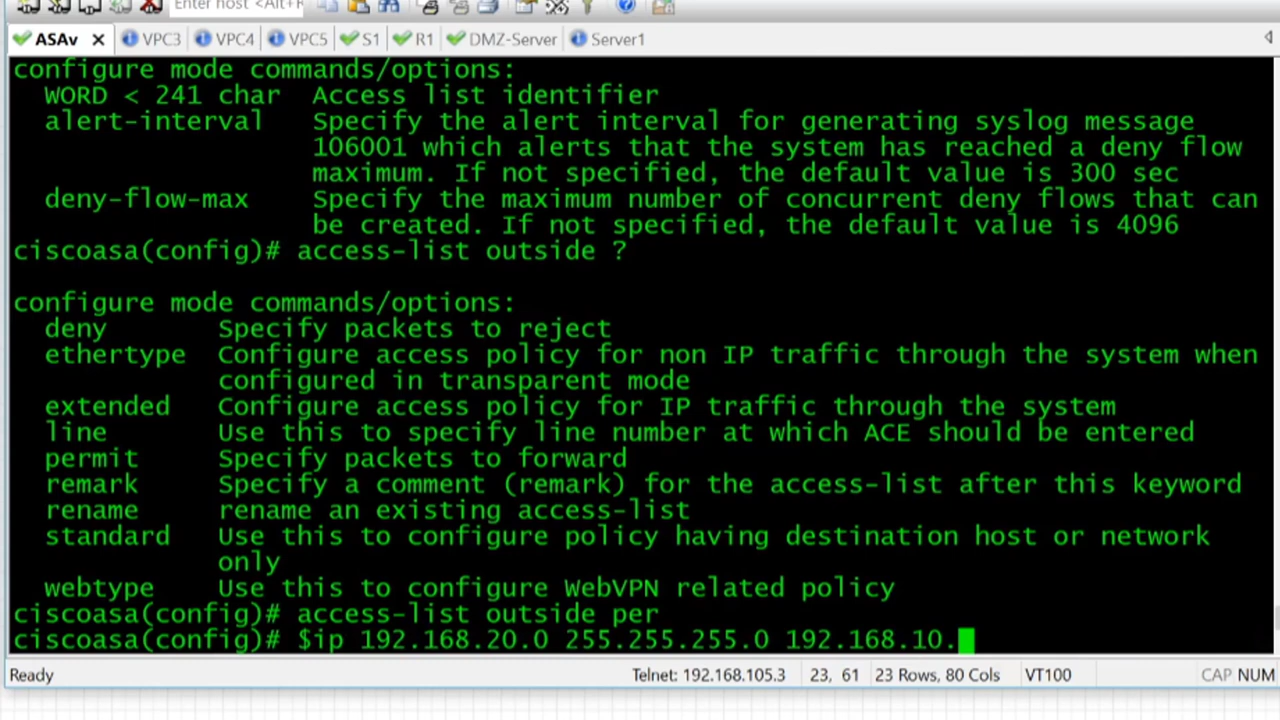 Enter host <Alt+R
ASAv
VPC3
VPC4
VPC5
S1
R1
DMZ-Server
Server1
configure mode commands/options:
WORD < 241 char  Access list identifier
alert-interval   Specify the alert interval for generating syslog message
106001 which alerts that the system has reached a deny flow
maximum. If not specified, the default value is 300 sec
deny-flow-max    Specify the maximum number of concurrent deny flows that can
be created. If not specified, the default value is 4096
ciscoasa(config)# access-list outside ?
configure mode commands/options:
deny       Specify packets to reject
ethertype  Configure access policy for non IP traffic through the system when
configured in transparent mode
extended   Configure access policy for IP traffic through the system
line       Use this to specify line number at which ACE should be entered
permit     Specify packets to forward
remark     Specify a comment (remark) for the access-list after this keyword
rename     rename an existing access-list
standard   Use this to configure policy having destination host or network
only
webtype    Use this to configure WebVPN related policy
ciscoasa(config)# access-list outside per
ciscoasa(config)# $ip 192.168.20.0 255.255.255.0 192.168.10.
Ready
Telnet: 192.168.105.3
23, 61
23 Rows, 80 Cols
VT100
CAP NUM